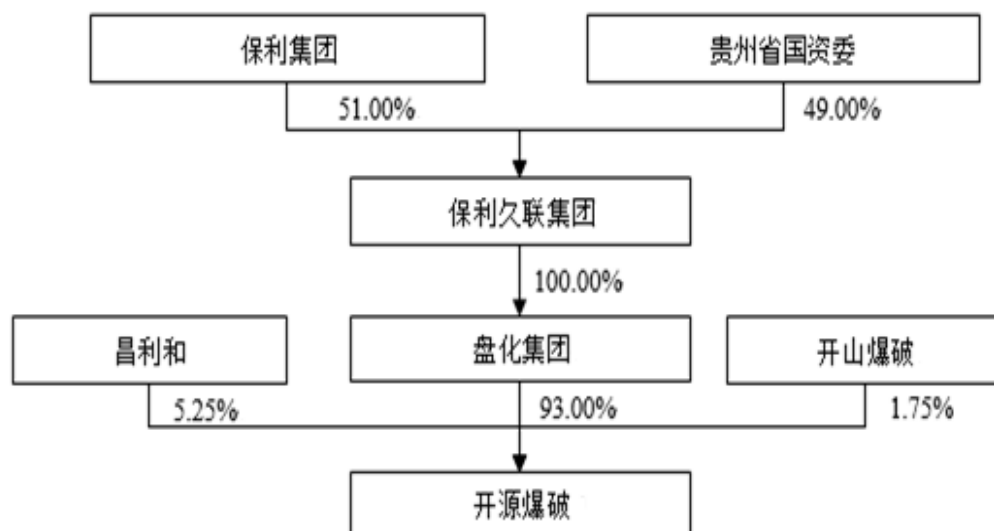 保利集团
贵州省国资委
51.00%
49.00%
保利久联集团
100.00%
昌利和
盘化集团
开山爆破
5.25%
93.00%
1.75%
开源爆破